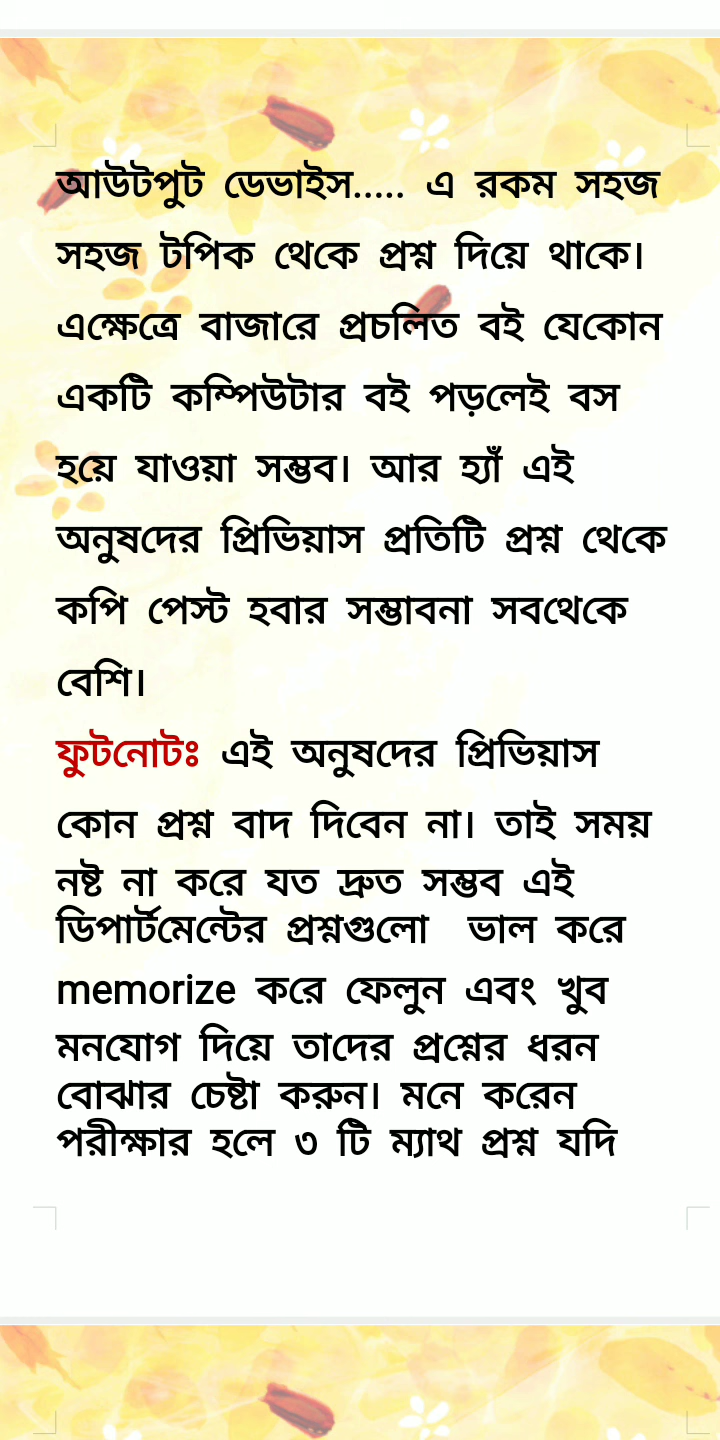 আউটপুট ডেভাইস..... এ রকম সহজ
সহজ টপিক থেকে প্রশ্ন দিয়ে থাকে।
এক্ষেত্রে বাজারে প্রচলিত বই যেকোন
একটি কম্পিউটার বই পড়লেই বস
হয়ে যাওয়া সম্ভব। আর হ্যাঁ এই
অনুষদের প্রিভিয়াস প্রতিটি প্রশ্ন থেকে
কপি পেস্ট হবার সম্ভাবনা সবথেকে
বেশি।
ফুটনোটঃ এই অনুষদের প্রিভিয়াস
কোন প্রশ্ন বাদ দিবেন না। তাই সময়
নষ্ট না করে যত দ্রুত সম্ভব এই
ডিপার্টমেন্টের প্রশ্নগুলো ভাল করে
memorize করে ফেলুন এবং খুব
মনযোগ দিয়ে তাদের প্রশ্নের ধরন
বোঝার চেষ্টা করুন। মনে করেন
পরীক্ষার হলে ৩ টি ম্যাথ প্রশ্ন যদি